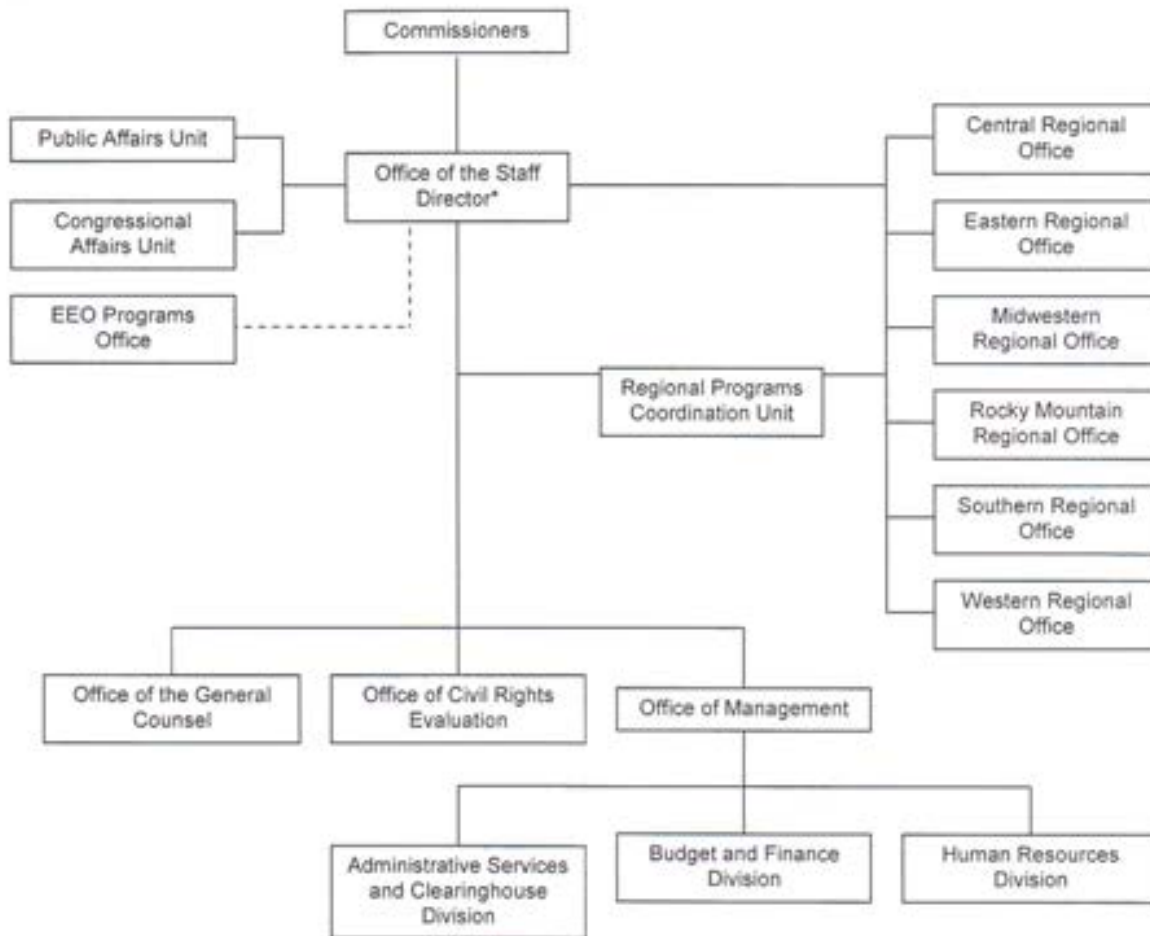 Commissioners
Public Affairs Unit
Office of the Staff
Director*
Congressional
Affairs Unit
EEO Programs
Office
Central Regional
Office
Eastern Regional
Office
Midwestern
Regional Office
Regional Programs
Coordination Unit
Rocky Mountain
Regional Office
Southern Regional
Office
Western Regional
Office
Office of the General
Counsel
Office of Civil Rights
Evaluation
Office of Management
Administrative Services
and Clearinghouse
Division
Budget and Finance
Division
Human Resources
Division